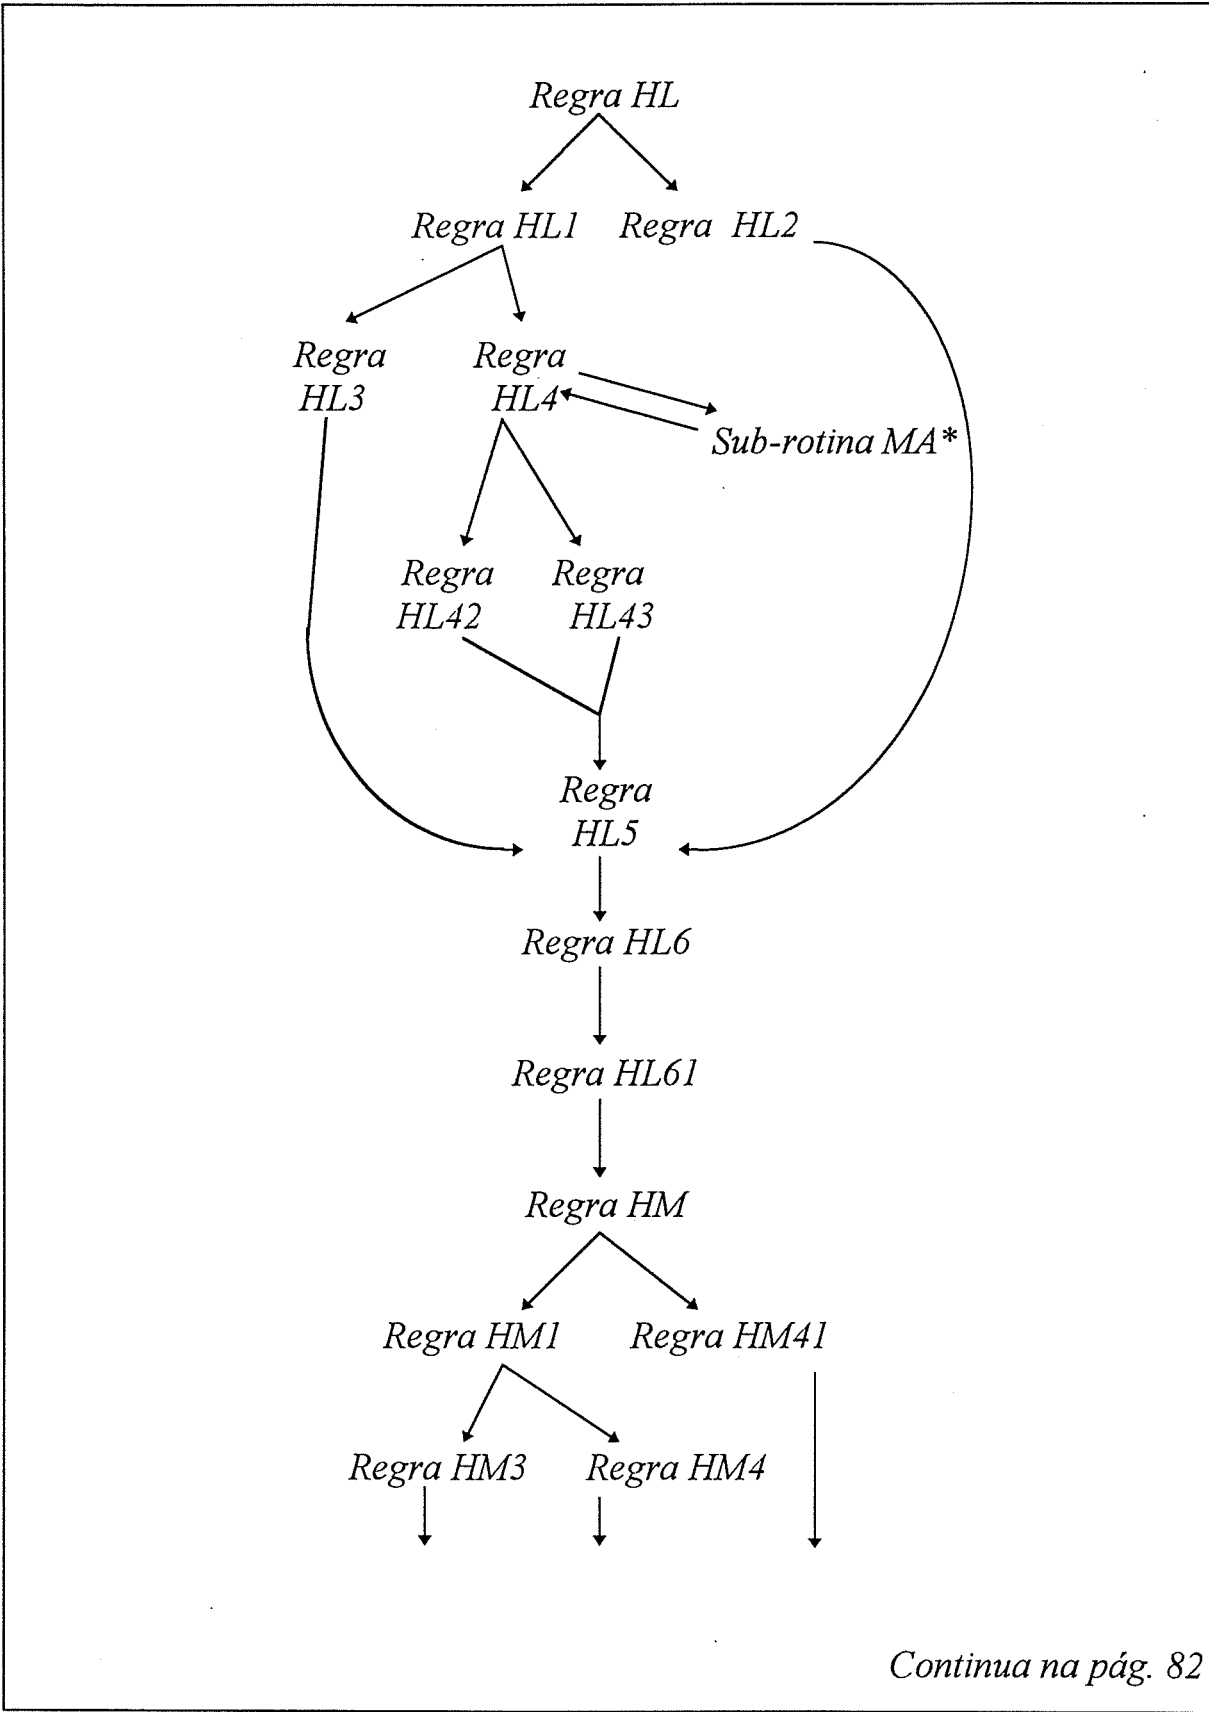 Regra HL
Regra HL1 Regra HL2
Regra Regra
HL3 HL4
Sub-rotina MA*
Regra Regra
HL42 HL43
Regra
HL5
Regra HL6
Regra HL61
Regra HM
Regra HM1 Regra HM41
Regra HM3 Regra HM4
Continua na pág. 82